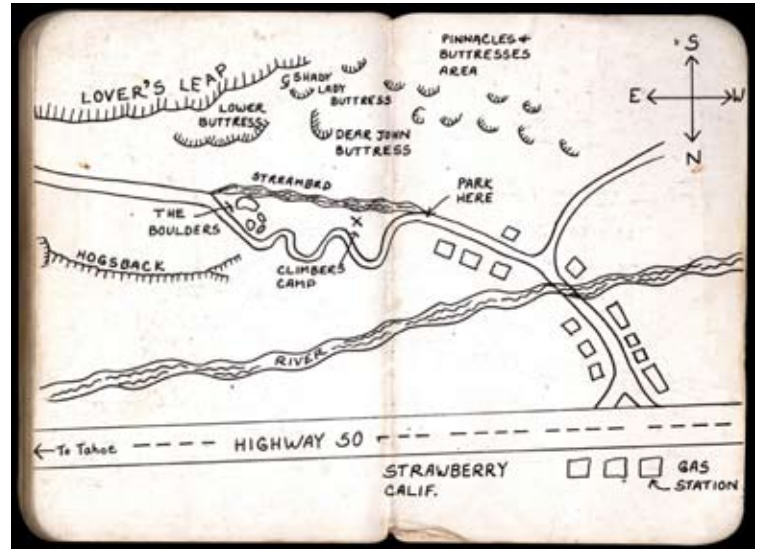 PINNACLES +
BUTTRESSES
AREA
S
E
W
N
LOVER'S LEAP
SHADY
LADY
BUTTRESS
LOWER
BUTTRESS
DEAR JOHN
BUTTRESS
STREAMBED
PARK
HERE
THE
BOULDERS
X
CLIMBERS
CAMP
HOGSBACK
RIVER
←To Tahoe
HIGHWAY 50
STRAWBERRY
CALIF.
GAS
STATION